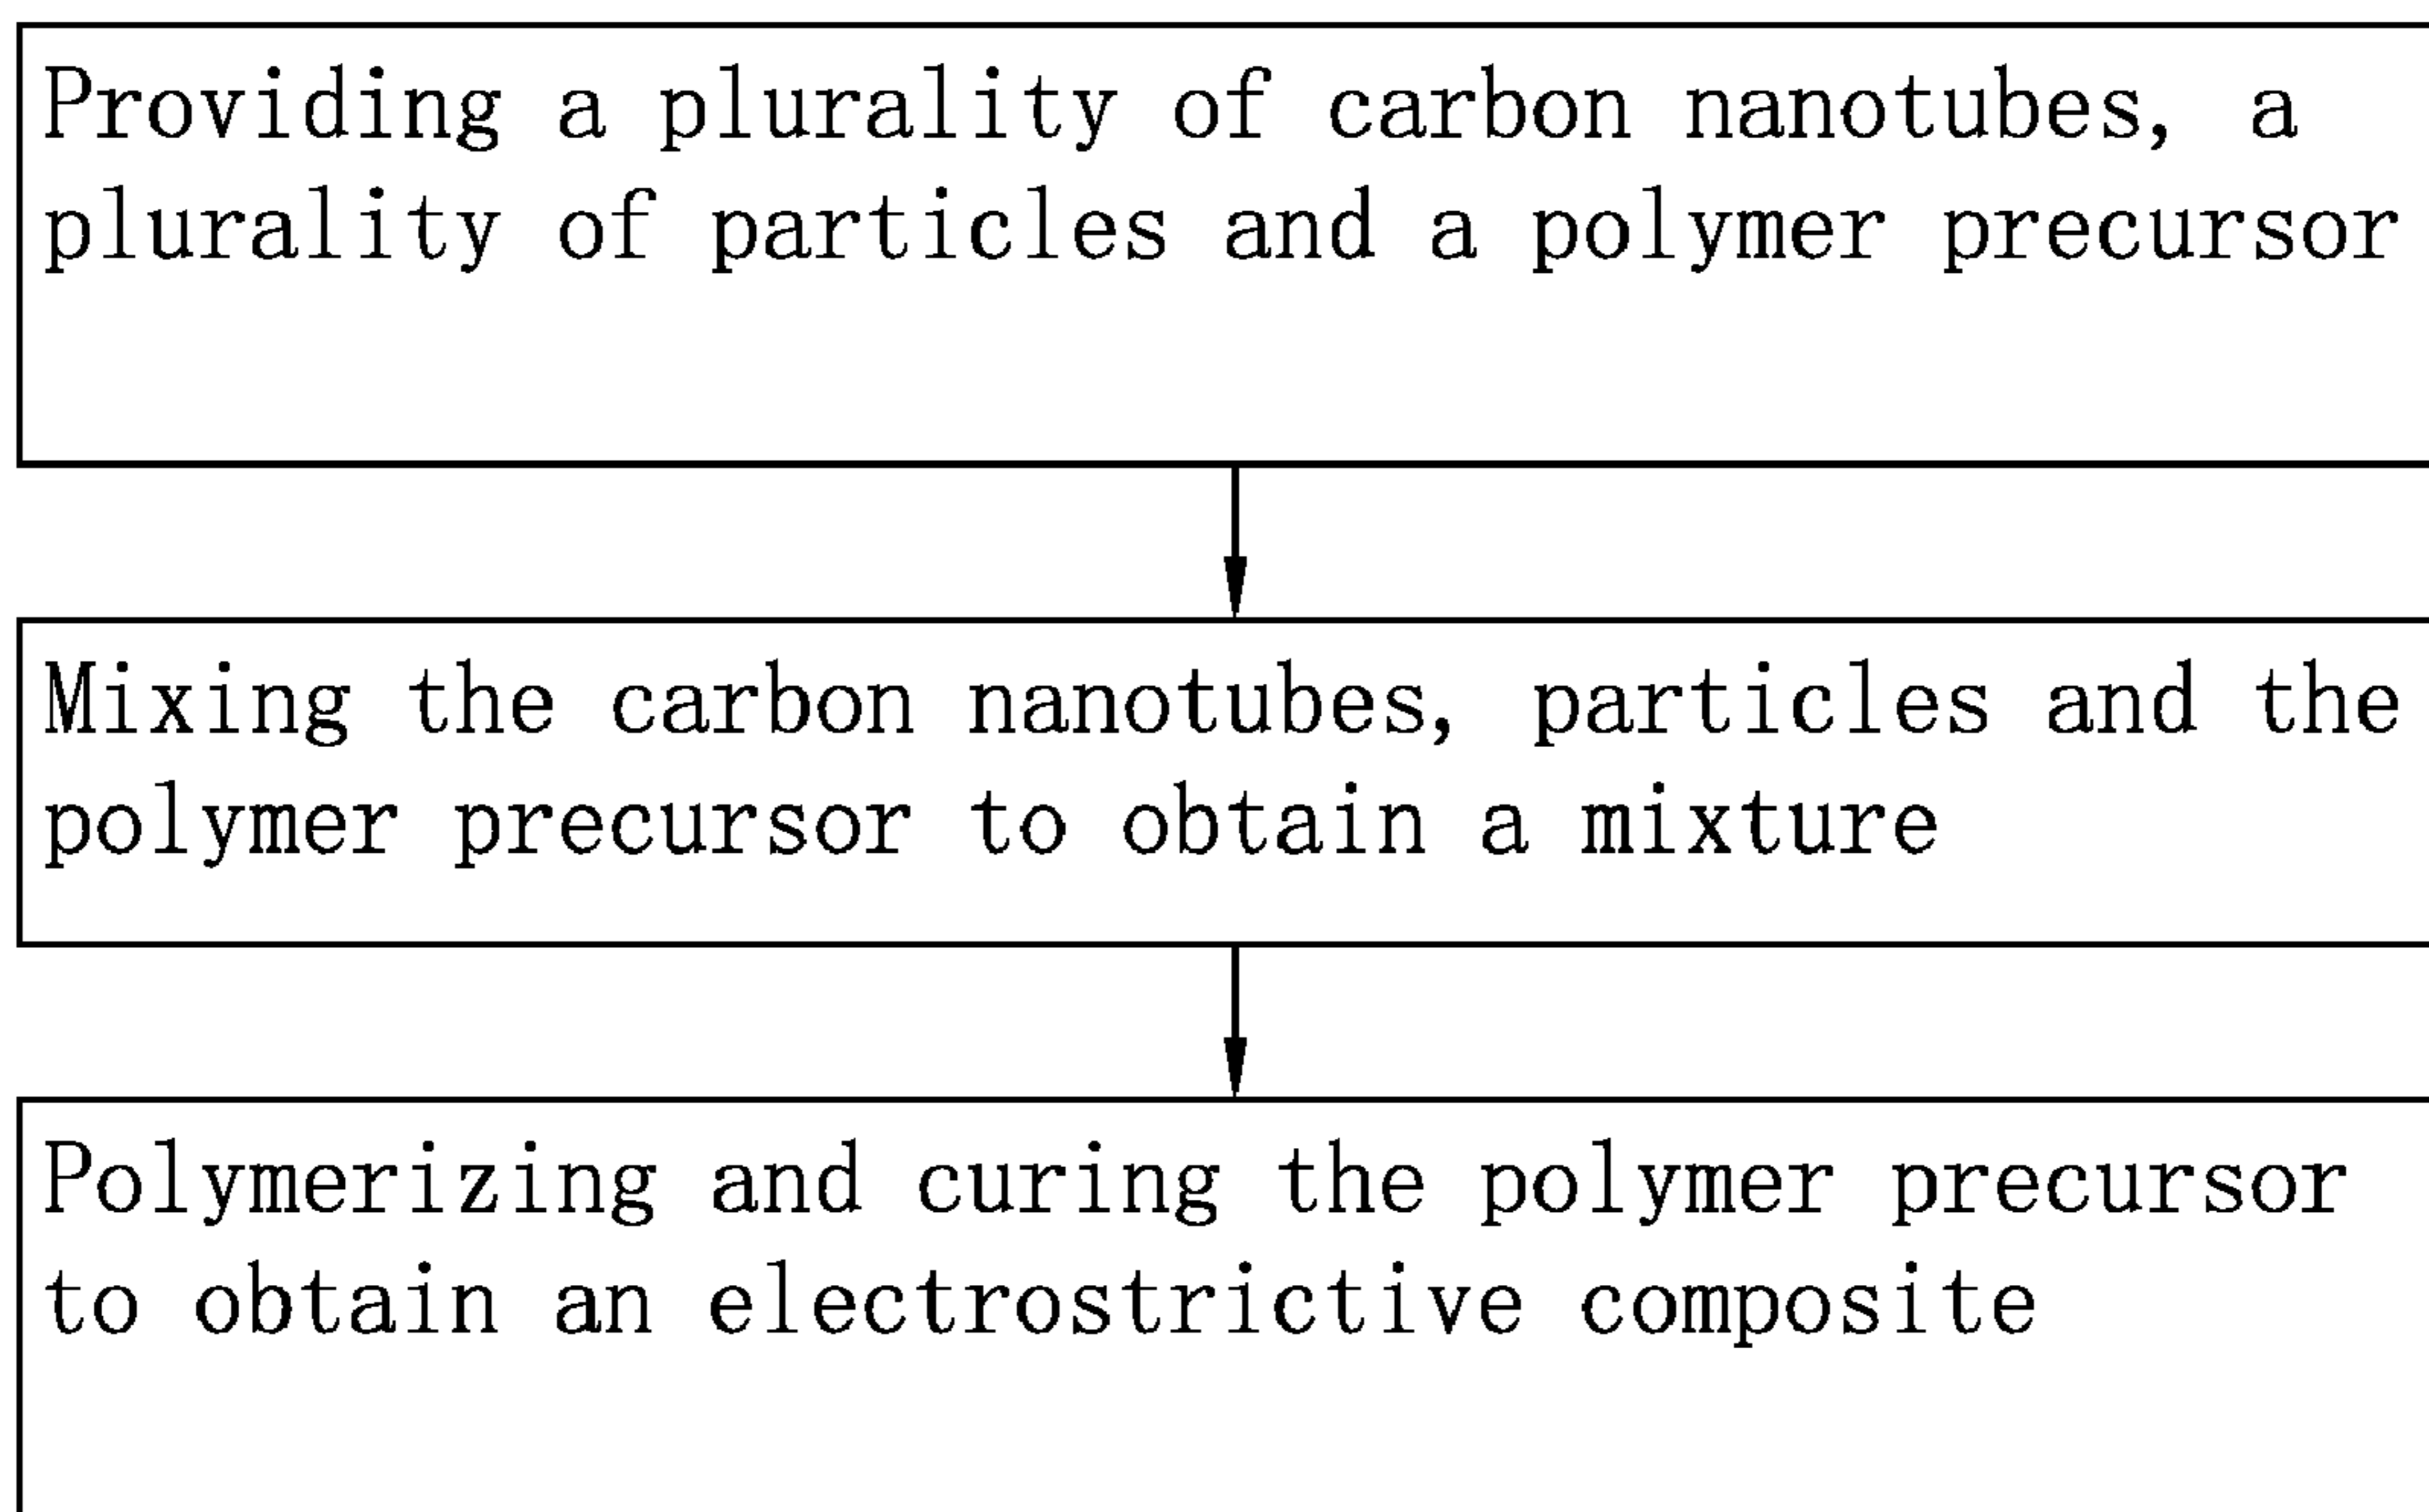 Providing a plurality of carbon nanotubes, a
plurality of particles and a polymer precursor
Mixing the carbon nanotubes, particles and the
polymer precursor to obtain a mixture
Polymerizing and curing the polymer precursor
to obtain an electrostrictive composite